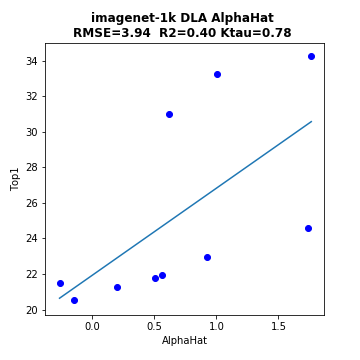 imagenet-1k DLA AlphaHat
RMSE=3.94 R2=0.40 Ktau=0.78
34
32
30
28
26
24
22
20
Top1
0.0 0.5 1.0 1.5
AlphaHat